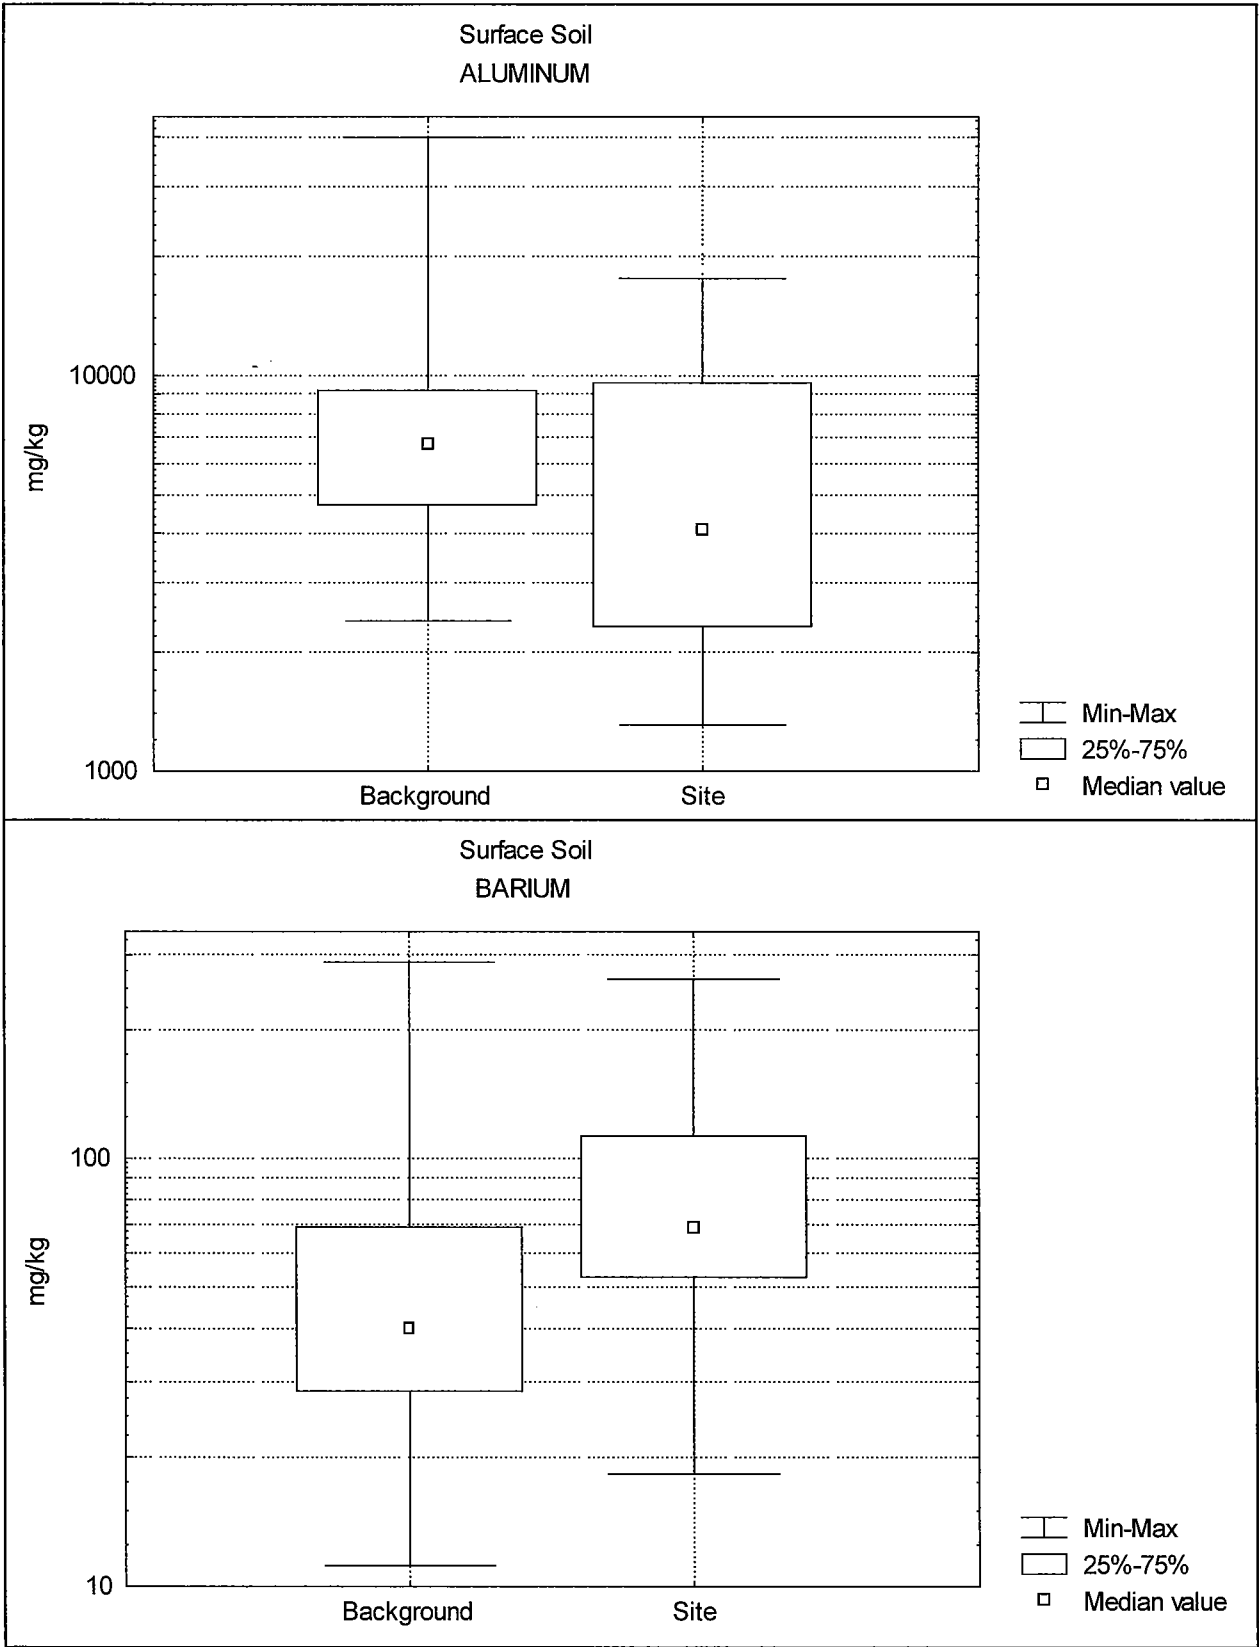 Surface Soil
ALUMINUM
10000
mg/kg
1000
Background
Site
Min-Max
25%-75%
Median value
Surface Soil
BARIUM
100
mg/kg
10
Background
Site
Min-Max
25%-75%
Median value